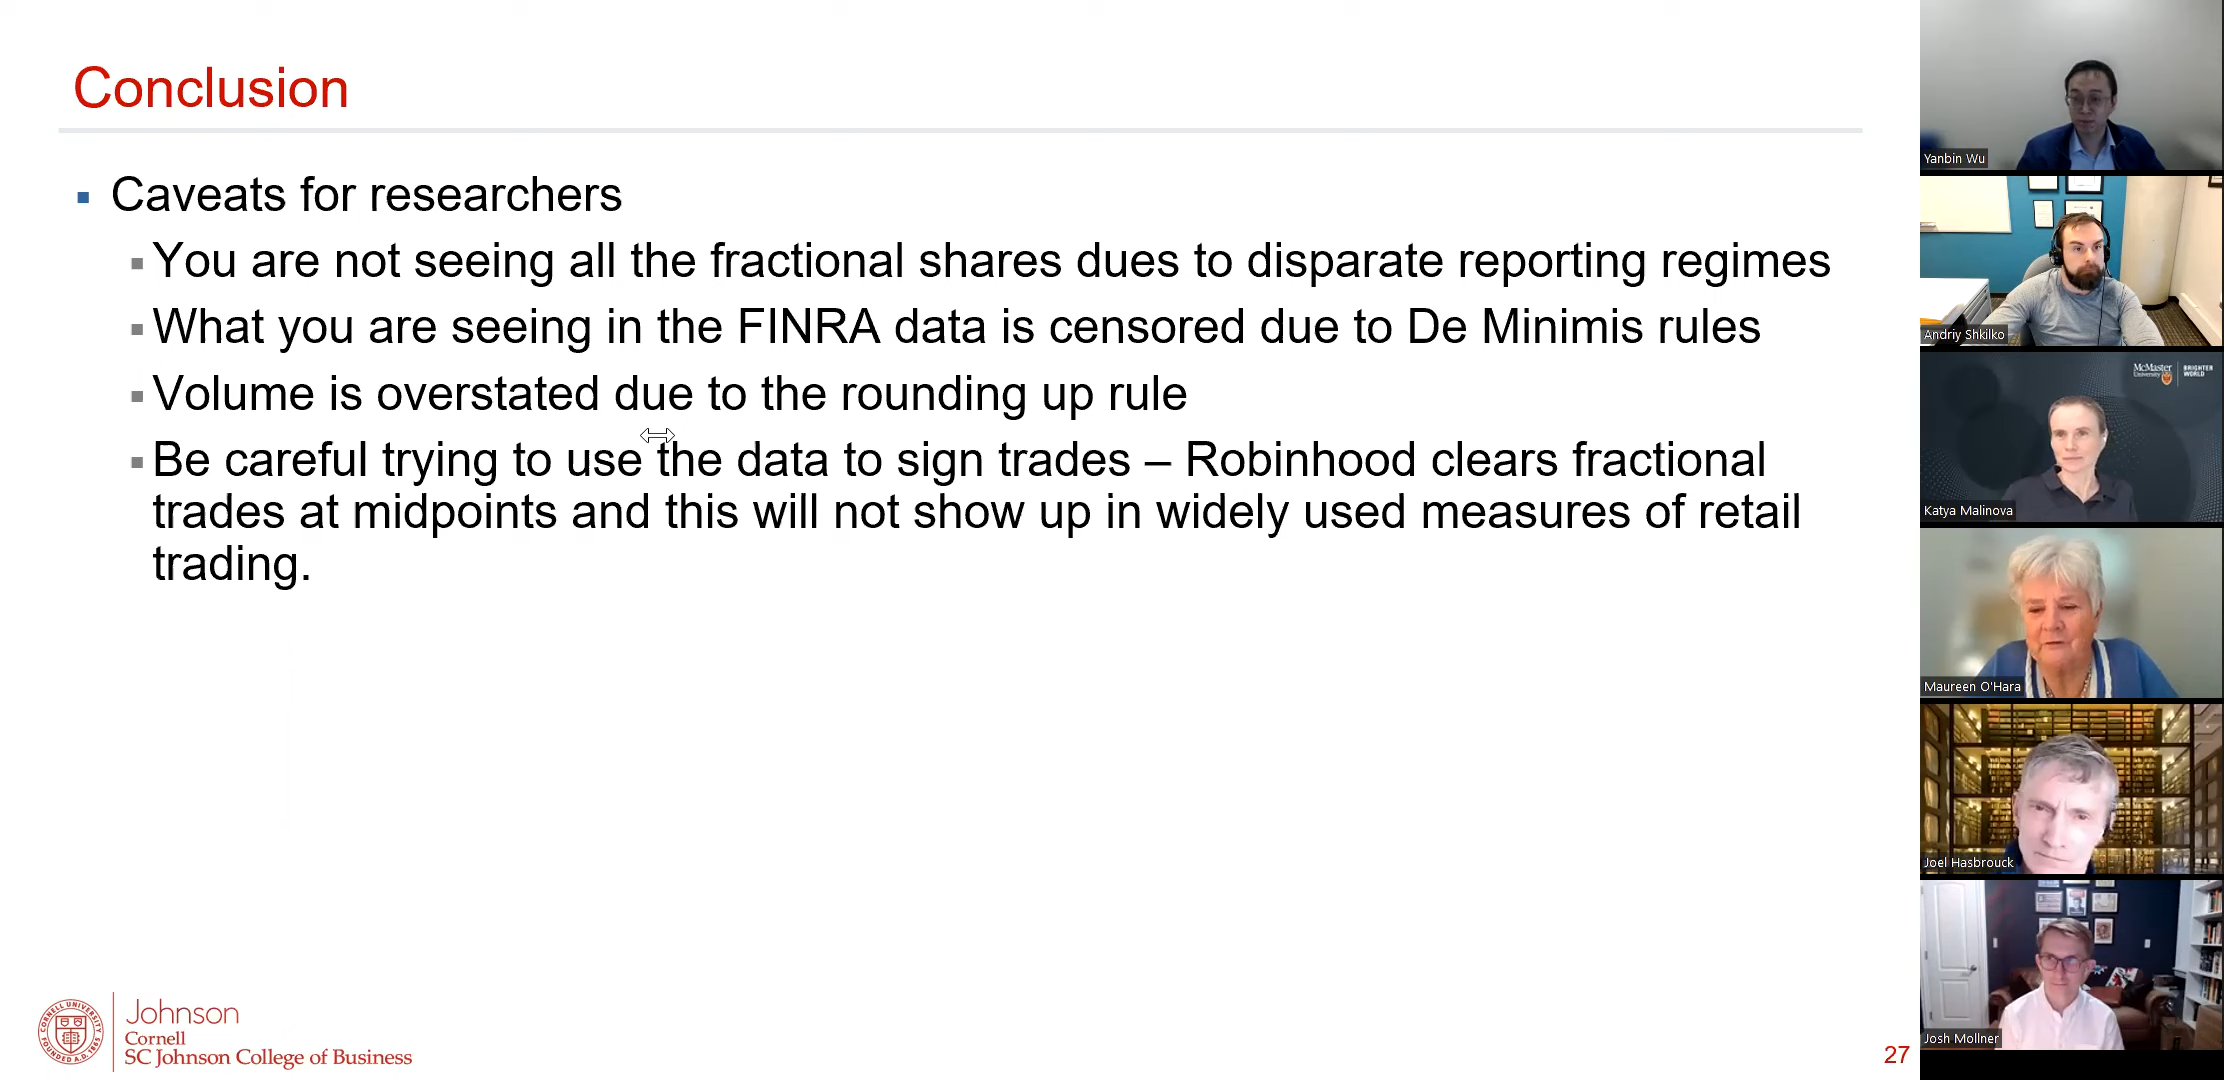 Conclusion
Caveats for researchers
You are not seeing all the fractional shares dues to disparate reporting regimes
What you are seeing in the FINRA data is censored due to De Minimis rules
Volume is overstated due to the rounding up rule
Be careful trying to use the data to sign trades – Robinhood clears fractional
trades at midpoints and this will not show up in widely used measures of retail
trading.
Johnson
Cornell
SC Johnson College of Business
27
Yanbin Wu
Andriy Shkilko
McMaster
University
BRIGHTER
WORLD
Katya Malinova
Maureen O'Hara
Joel Hasbrouck
Josh Mollner